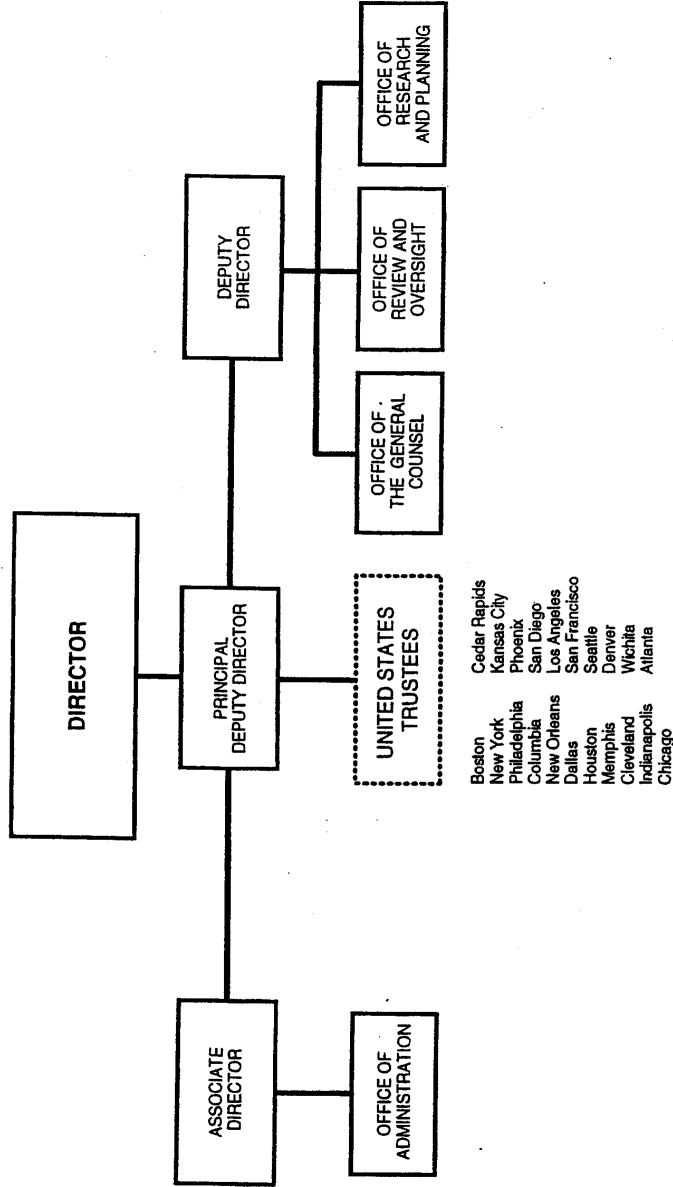 DIRECTOR
PRINCIPAL
DEPUTY DIRECTOR
ASSOCIATE
DIRECTOR
DEPUTY
DIRECTOR
OFFICE OF
ADMINISTRATION
UNITED STATES
TRUSTEES
OFFICE OF
THE GENERAL
COUNSEL
OFFICE OF
REVIEW AND
OVERSIGHT
OFFICE OF
RESEARCH
AND PLANNING
Boston
New York
Philadelphia
Columbia
New Orleans
Dallas
Houston
Memphis
Cleveland
Indianapolis
Chicago
Cedar Rapids
Kansas City
Phoenix
San Diego
Los Angeles
San Francisco
Seattle
Denver
Wichita
Atlanta